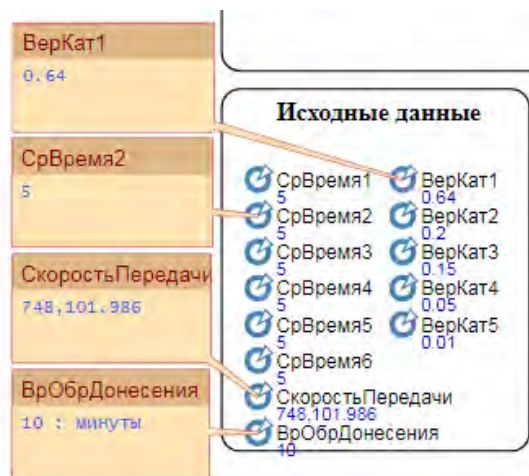 ВерКат1
0.64
СрВремя2
5
СкоростьПередачи
748,101.986
ВрОбрДонесения
10 : минуты
Исходные данные
СрВремя1
5
СрВремя2
5
СрВремя3
5
СрВремя4
5
СрВремя5
5
СрВремя6
5
СкоростьПередачи
748,101.986
ВрОбрДонесения
10
ВерКат1
0.64
ВерКат2
0.2
ВерКат3
0.15
ВерКат4
0.05
ВерКат5
0.01